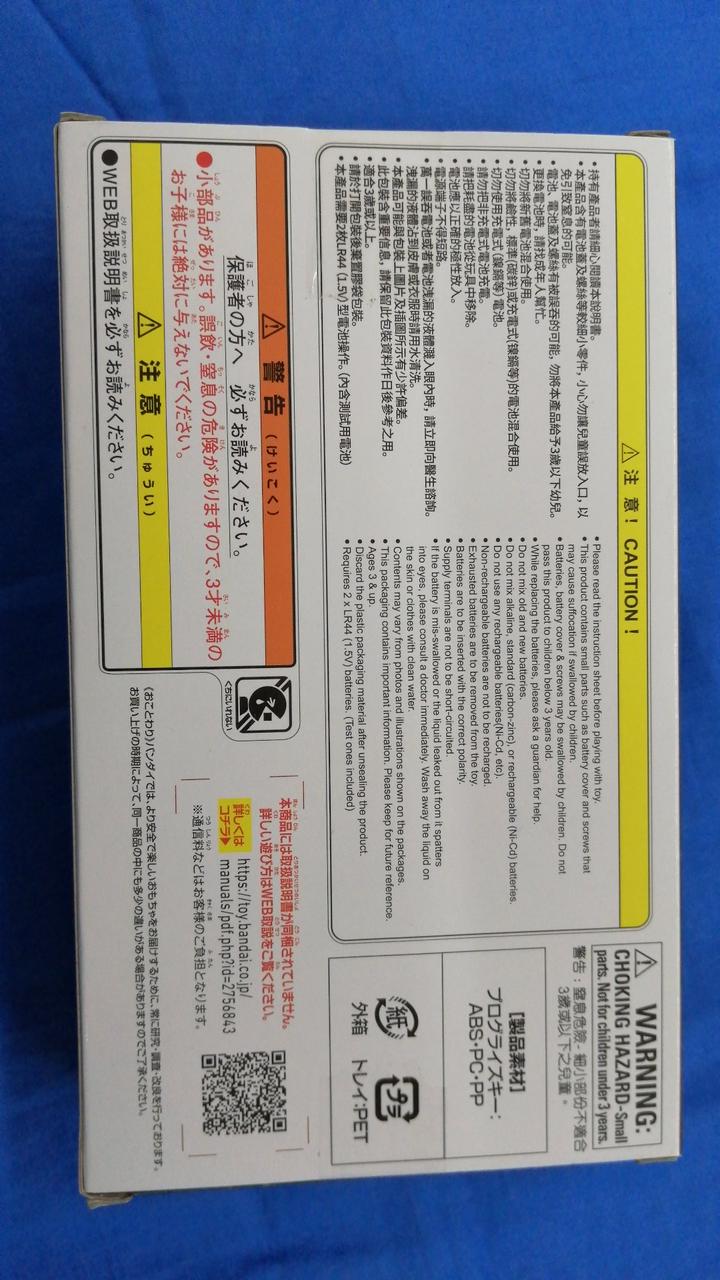 ⚠ 注意！ CAUTION！
• 持有產品者請細心閱讀本說明書。
• 本產品含有電池蓋及螺絲等較細小零件, 小心勿讓兒童誤放入口, 以
免引致窒息的可能。
• 電池, 電池蓋及螺絲有被誤吞的可能, 勿將本產品給予3歲以下幼兒。
• 更換電池時, 請找成年人幫忙。
• 切勿將新舊電池混合使用。
• 切勿將鹼性, 標準(碳鋅)或充電式(鎳鎘等)的電池混合使用。
• 切勿使用充電式 (鎳鎘等) 電池。
• 請勿把非充電式電池充電。
• 請把耗盡的電池從玩具中移除。
• 電池應以正確的極性放入。
• 電源端子不得短路。
• 萬一誤吞電池或者電池洩漏的液體濺入眼內時, 請立即向醫生諮詢。
洩漏的液體沾到皮膚或衣服時請用水清洗。
• 本產品可能與包裝上圖片及插圖所示有少許偏差。
• 此包裝含重要信息, 請保留此包裝資料作日後參考之用。
• 適合3歲或以上。
• 請於打開包裝後棄置膠袋包裝。
• 本產品需要2枚LR44 (1.5V) 型電池操作。(內含測試用電池)
• Please read the instruction sheet before playing with toy.
• This product contains small parts such as battery cover and screws that
may cause suffocation if swallowed by children.
• Batteries, battery cover & screws may be swallowed by children. Do not
pass this product to children below 3 years old.
• While replacing the batteries, please ask a guardian for help.
• Do not mix old and new batteries.
• Do not mix alkaline, standard (carbon-zinc), or rechargeable (Ni-Cd) batteries.
• Do not use any rechargeable batteries(Ni-Cd, etc).
• Non-rechargeable batteries are not to be recharged.
• Exhausted batteries are to be removed from the toy.
• Batteries are to be inserted with the correct polarity.
• Supply terminals are not to be short-circuited.
• If the battery is mis-swallowed or the liquid leaked out from it spatters
into eyes, please consult a doctor immediately. Wash away the liquid on
the skin or clothes with clean water.
• Contents may vary from photos and illustrations shown on the packages.
• This packaging contains important information. Please keep for future reference.
• Ages 3 & up.
• Discard the plastic packaging material after unsealing the product.
• Requires 2 x LR44 (1.5V) batteries. (Test ones included)
⚠ WARNING:
CHOKING HAZARD-Small
parts. Not for children under 3 years.
警告：窒息危險 - 細小部份不適合
3歲或以下之兒童。
[製品素材]
プログライズキー：
ABS・PC・PP
紙
外箱
プラ
トレイ:PET
⚠ 警告 (けいこく)
保護者の方へ 必ずお読みください。
●小部品があります。誤飲・窒息の危険がありますので、3才未満の
お子様には絶対に与えないでください。
⚠ 注意 (ちゅうい)
●WEB取扱説明書を必ずお読みください。
くちにいれない
本商品には取扱説明書が同梱されていません。
詳しい遊び方はWEB取説をご覧ください。
詳しくは
コチラ▶
https://toy.bandai.co.jp/
manuals/pdf.php?id=2756843
※通信料などはお客様のご負担となります。
〈おことわり〉バンダイでは、より安全で楽しいおもちゃをお届けするために、常に研究・調査・改良を行っております。
お買い上げの時期によって、同一商品の中にも多少の違いがある場合がありますのでご了承ください。